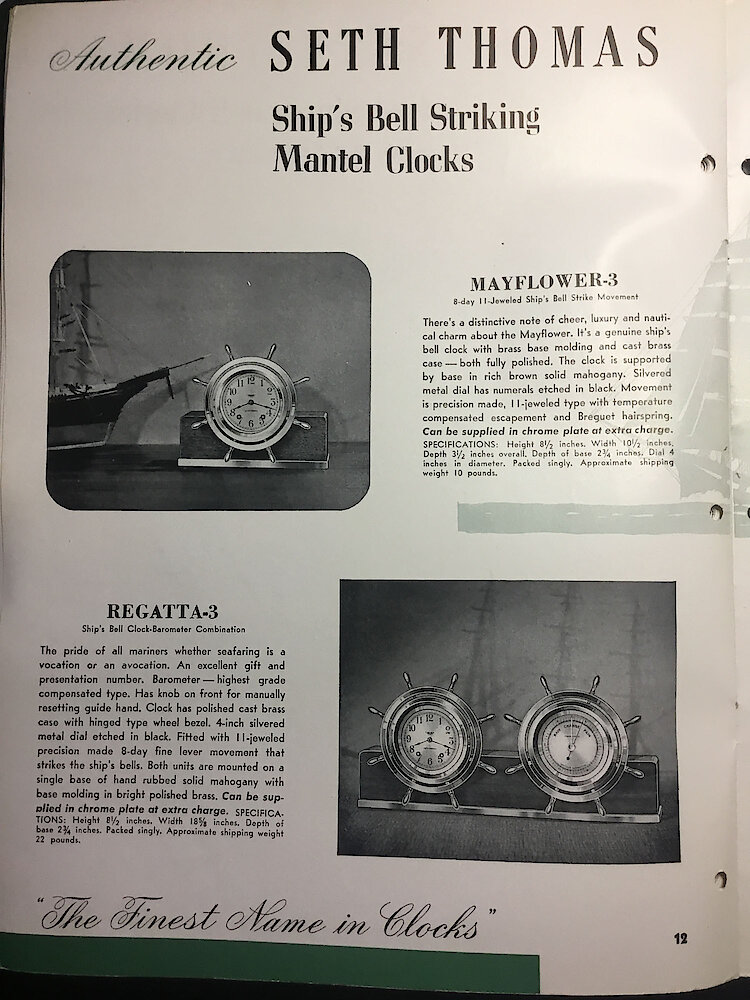 Authentic SETH THOMAS
Ship's Bell Striking
Mantel Clocks
MAYFLOWER-3
8-day 11-Jeweled Ship's Bell Strike Movement
There's a distinctive note of cheer, luxury and nauti-
cal charm about the Mayflower. It's a genuine ship's
bell clock with brass base molding and cast brass
case — both fully polished. The clock is supported
by base in rich brown solid mahogany. Silvered
metal dial has numerals etched in black. Movement
is precision made, 11-jeweled type with temperature
compensated escapement and Breguet hairspring.
Can be supplied in chrome plate at extra charge.
SPECIFICATIONS: Height 8½ inches. Width 10½ inches.
Depth 3½ inches overall. Depth of base 2¾ inches. Dial 4
inches in diameter. Packed singly. Approximate shipping
weight 10 pounds.
REGATTA-3
Ship's Bell Clock-Barometer Combination
The pride of all mariners whether seafaring is a
vocation or an avocation. An excellent gift and
presentation number. Barometer — highest grade
compensated type. Has knob on front for manually
resetting guide hand. Clock has polished cast brass
case with hinged type wheel bezel. 4-inch silvered
metal dial etched in black. Fitted with 11-jeweled
precision made 8-day fine lever movement that
strikes the ship's bells. Both units are mounted on a
single base of hand rubbed solid mahogany with
base molding in bright polished brass. Can be sup-
plied in chrome plate at extra charge. SPECIFICA-
TIONS: Height 8½ inches. Width 18⅝ inches. Depth of
base 2¾ inches. Packed singly. Approximate shipping weight
22 pounds.
"The Finest Name in Clocks"
12